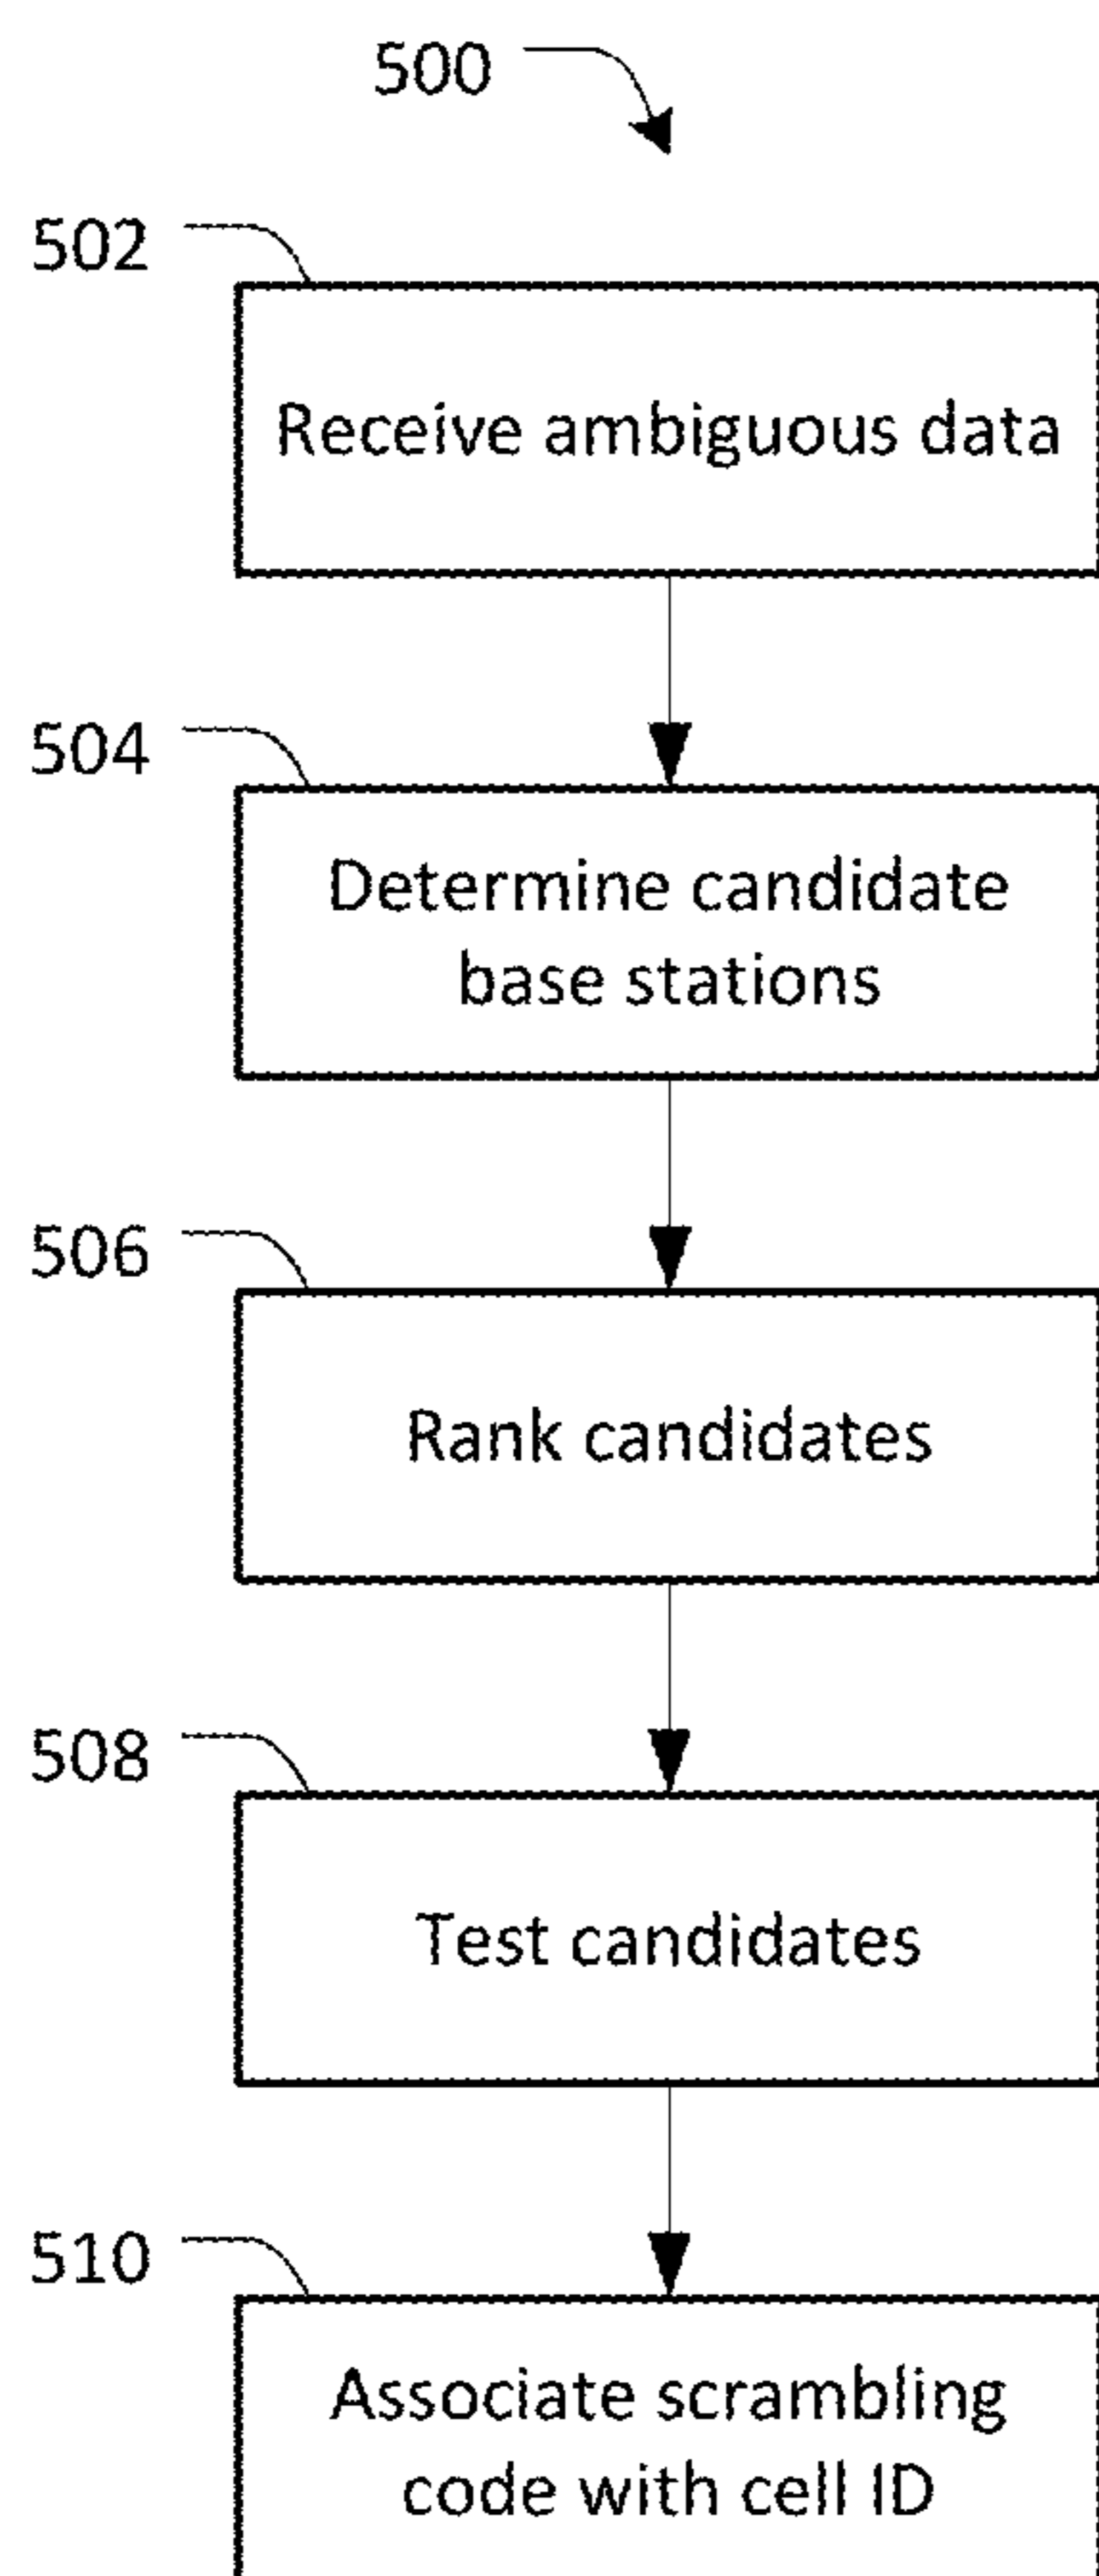 500
502
Receive ambiguous data
504
Determine candidate
base stations
506
Rank candidates
508
Test candidates
510
Associate scrambling
code with cell ID